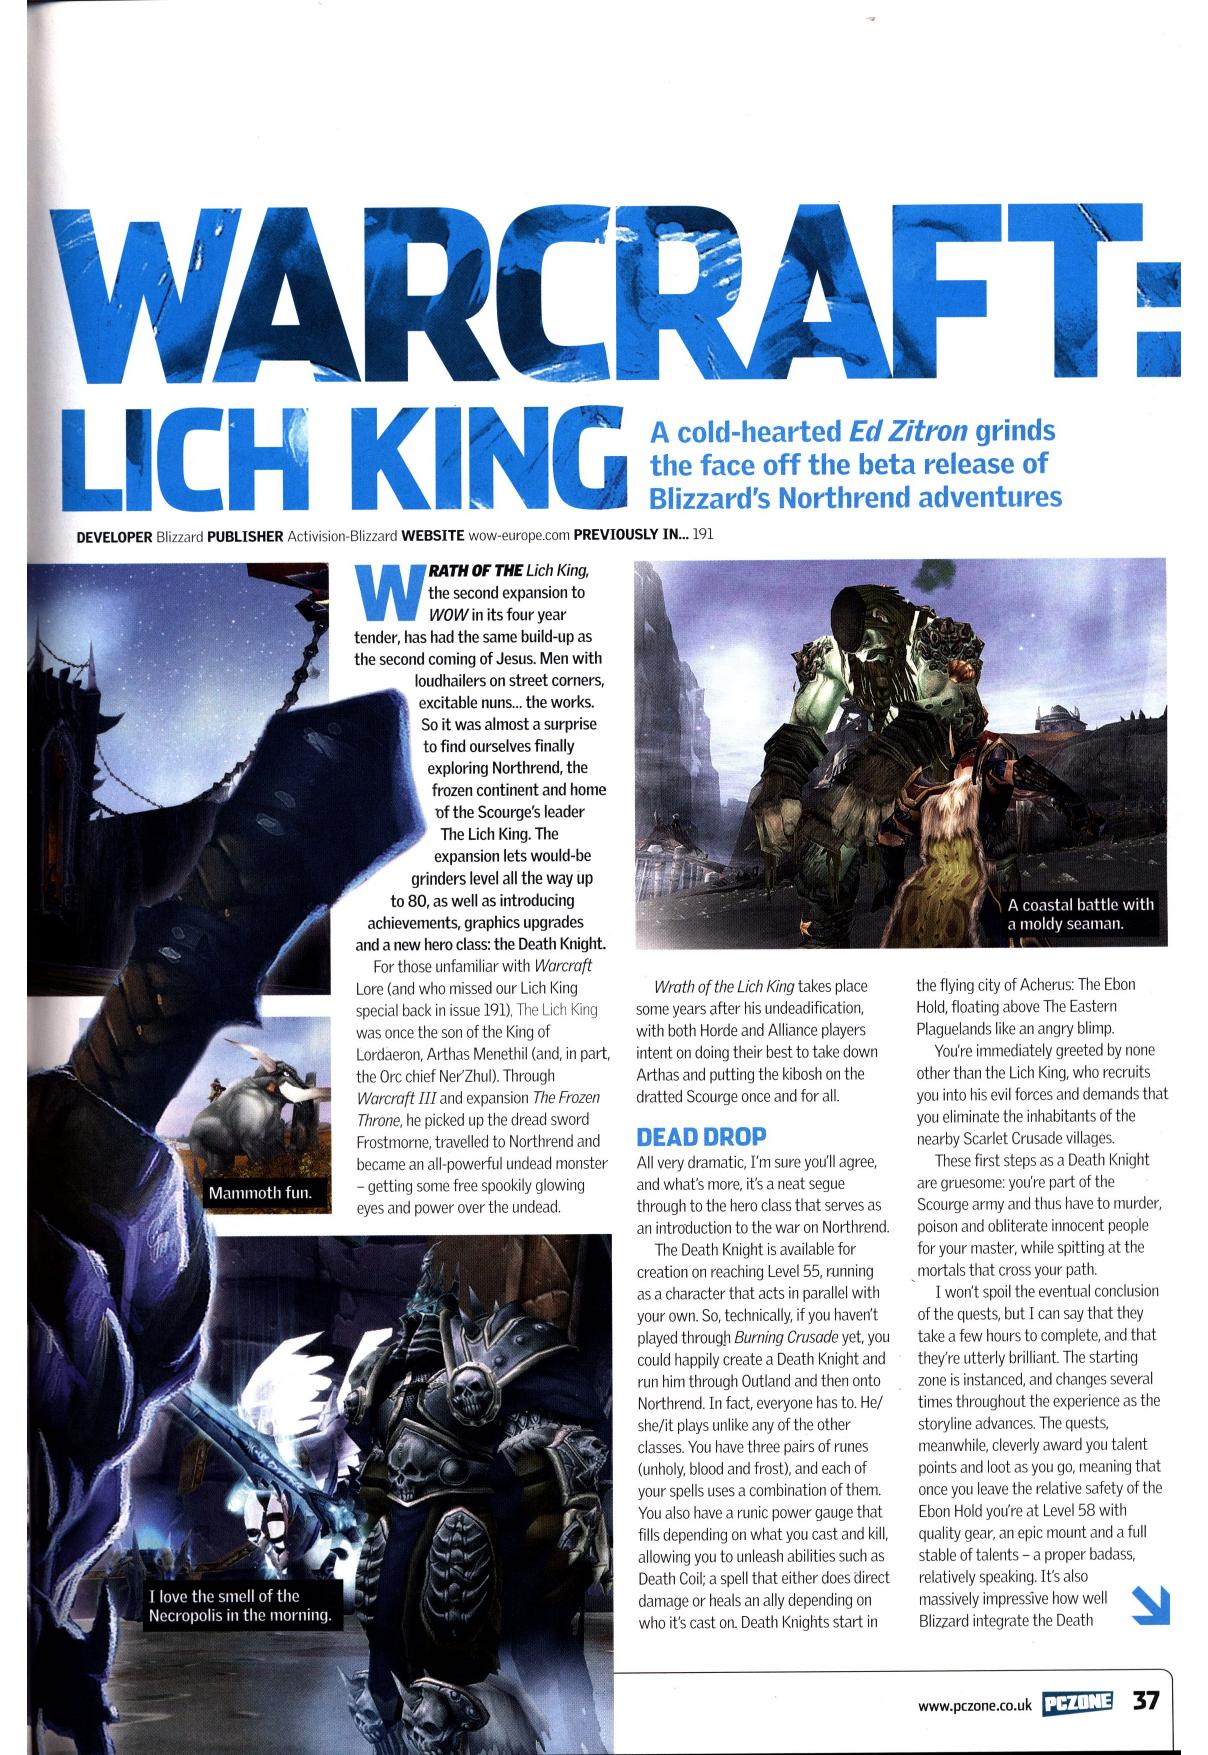 WARCRAFT:
LICH KING
A cold-hearted Ed Zitron grinds
the face off the beta release of
Blizzard's Northrend adventures
DEVELOPER Blizzard PUBLISHER Activision-Blizzard WEBSITE wow-europe.com PREVIOUSLY IN... 191
WRATH OF THE Lich King,
the second expansion to
WOW in its four year
tender, has had the same build-up as
the second coming of Jesus. Men with
loudhailers on street corners,
excitable nuns... the works.
So it was almost a surprise
to find ourselves finally
exploring Northrend, the
frozen continent and home
of the Scourge's leader
The Lich King. The
expansion lets would-be
grinders level all the way up
to 80, as well as introducing
achievements, graphics upgrades
and a new hero class: the Death Knight.
For those unfamiliar with Warcraft
Lore (and who missed our Lich King
special back in issue 191), The Lich King
was once the son of the King of
Lordaeron, Arthas Menethil (and, in part,
the Orc chief Ner'Zhul). Through
Warcraft III and expansion The Frozen
Throne, he picked up the dread sword
Frostmorne, travelled to Northrend and
became an all-powerful undead monster
– getting some free spookily glowing
eyes and power over the undead.
Mammoth fun.
I love the smell of the
Necropolis in the morning.
A coastal battle with
a moldy seaman.
Wrath of the Lich King takes place
some years after his undeadification,
with both Horde and Alliance players
intent on doing their best to take down
Arthas and putting the kibosh on the
dratted Scourge once and for all.
DEAD DROP
All very dramatic, I'm sure you'll agree,
and what's more, it's a neat segue
through to the hero class that serves as
an introduction to the war on Northrend.
The Death Knight is available for
creation on reaching Level 55, running
as a character that acts in parallel with
your own. So, technically, if you haven't
played through Burning Crusade yet, you
could happily create a Death Knight and
run him through Outland and then onto
Northrend. In fact, everyone has to. He/
she/it plays unlike any of the other
classes. You have three pairs of runes
(unholy, blood and frost), and each of
your spells uses a combination of them.
You also have a runic power gauge that
fills depending on what you cast and kill,
allowing you to unleash abilities such as
Death Coil; a spell that either does direct
damage or heals an ally depending on
who it's cast on. Death Knights start in
the flying city of Acherus: The Ebon
Hold, floating above The Eastern
Plaguelands like an angry blimp.
You're immediately greeted by none
other than the Lich King, who recruits
you into his evil forces and demands that
you eliminate the inhabitants of the
nearby Scarlet Crusade villages.
These first steps as a Death Knight
are gruesome: you're part of the
Scourge army and thus have to murder,
poison and obliterate innocent people
for your master, while spitting at the
mortals that cross your path.
I won't spoil the eventual conclusion
of the quests, but I can say that they
take a few hours to complete, and that
they're utterly brilliant. The starting
zone is instanced, and changes several
times throughout the experience as the
storyline advances. The quests,
meanwhile, cleverly award you talent
points and loot as you go, meaning that
once you leave the relative safety of the
Ebon Hold you're at Level 58 with
quality gear, an epic mount and a full
stable of talents – a proper badass,
relatively speaking. It's also
massively impressive how well
Blizzard integrate the Death
www.pczone.co.uk PCZONE 37